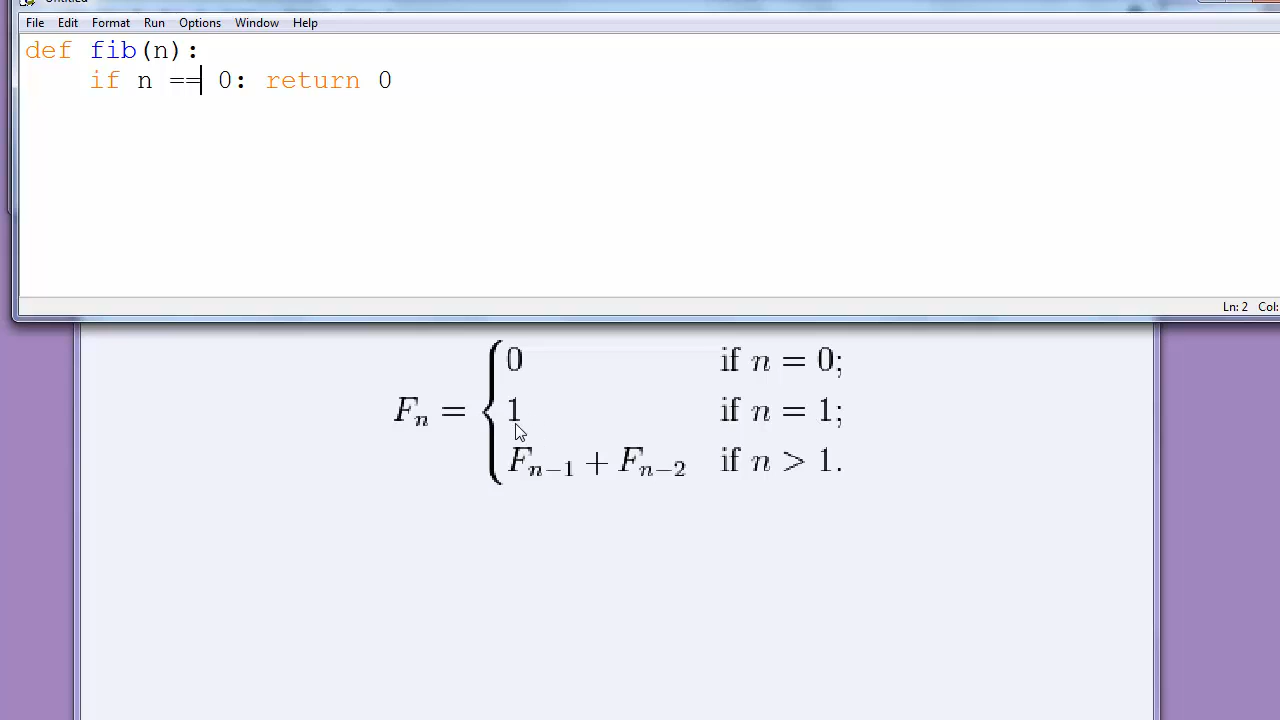 Untitled
File Edit Format Run Options Window Help
def fib(n):
    if n == 0: return 0
Ln: 2 Col:
0 if n = 0;
F_n = { 1 if n = 1;
F_{n−1} + F_{n−2} if n > 1.